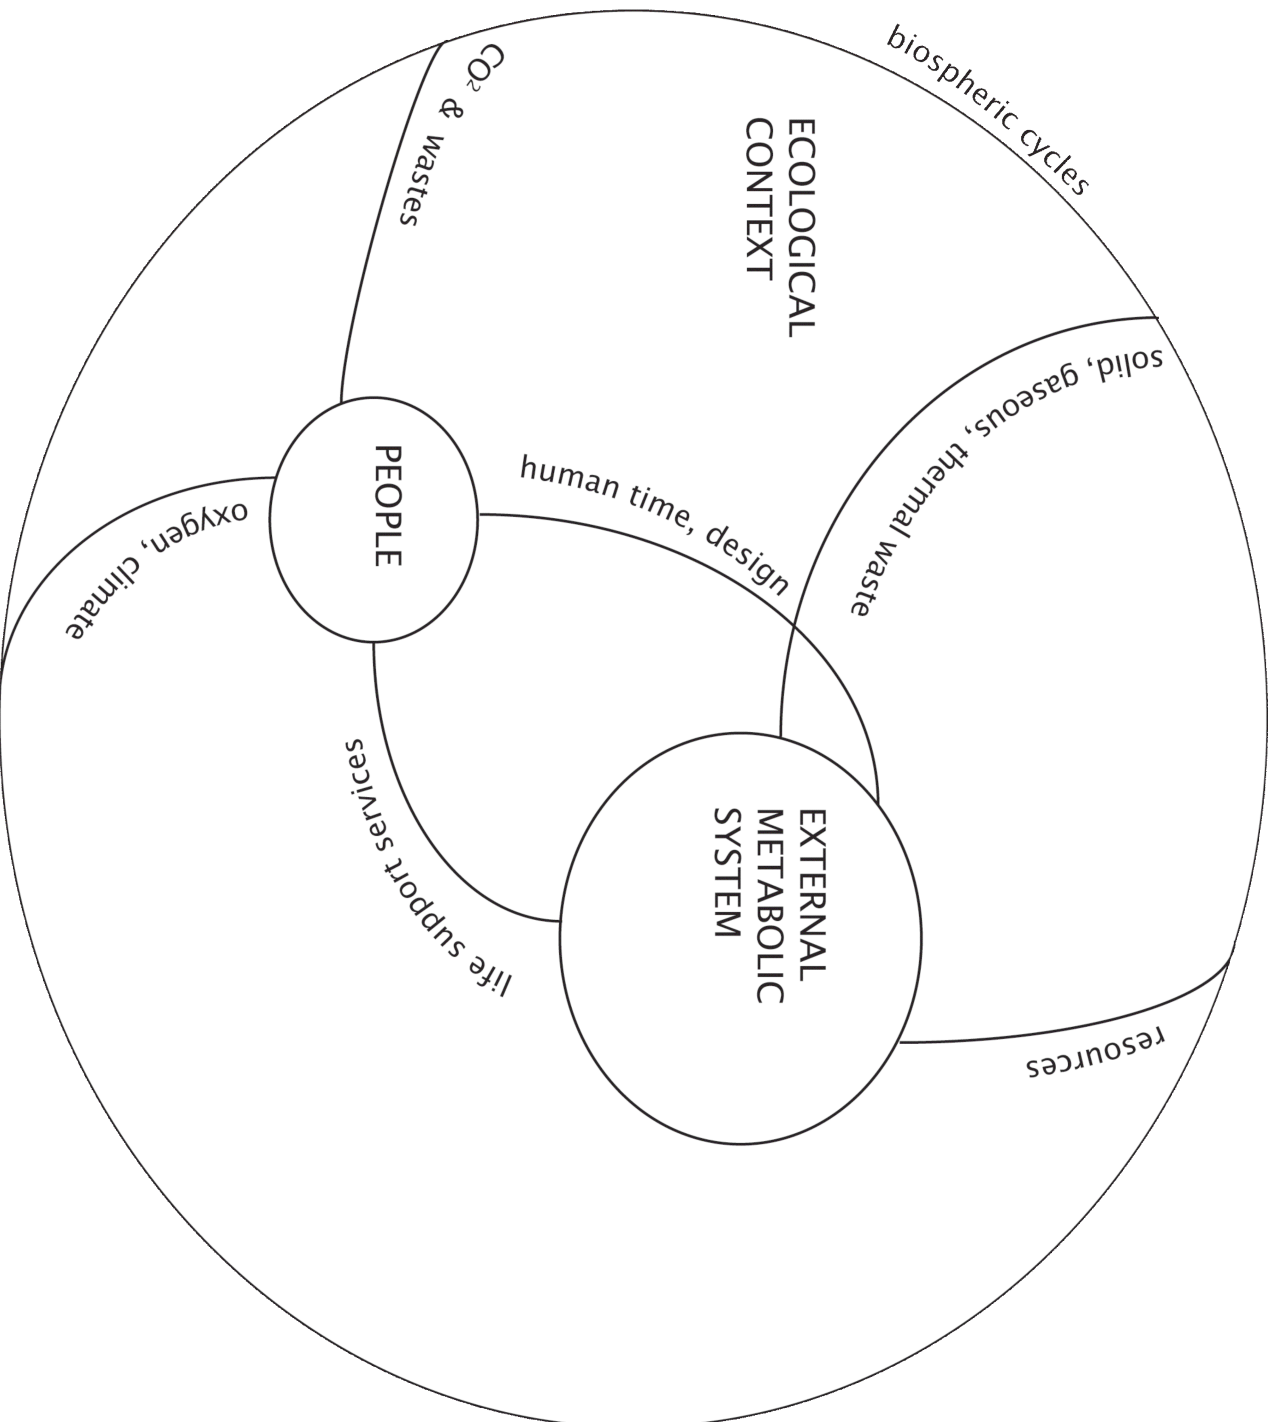 biospheric cycles
CO² & wastes
ECOLOGICAL
CONTEXT
solid, gaseous, thermal waste
PEOPLE
human time, design
oxygen, climate
life support services
EXTERNAL
METABOLIC
SYSTEM
resources